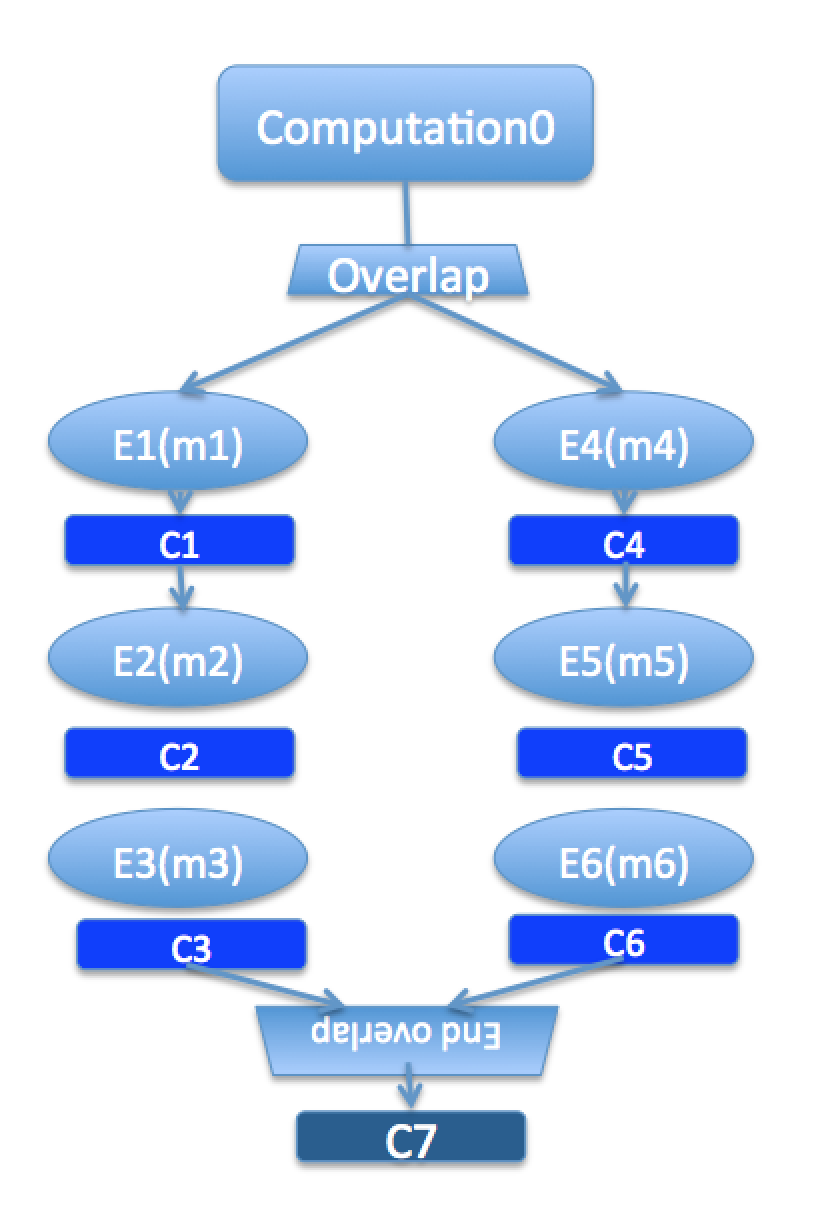 Computation0
Overlap
E1(m1)
E4(m4)
C1
C4
E2(m2)
E5(m5)
C2
C5
E3(m3)
E6(m6)
C3
C6
End overlap
C7